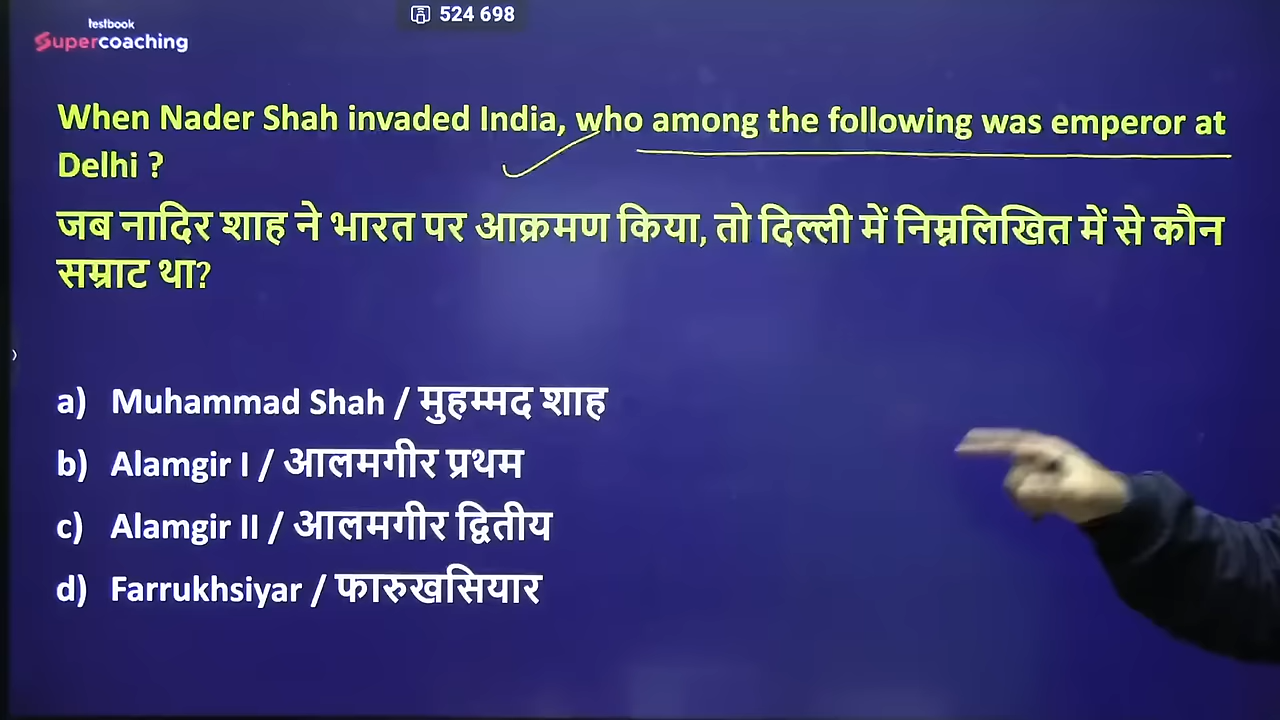 testbook
Supercoaching
524 698
When Nader Shah invaded India, who among the following was emperor at
Delhi ?
जब नादिर शाह ने भारत पर आक्रमण किया, तो दिल्ली में निम्नलिखित में से कौन
सम्राट था?
a) Muhammad Shah / मुहम्मद शाह
b) Alamgir I / आलमगीर प्रथम
c) Alamgir II / आलमगीर द्वितीय
d) Farrukhsiyar / फारुखसियार